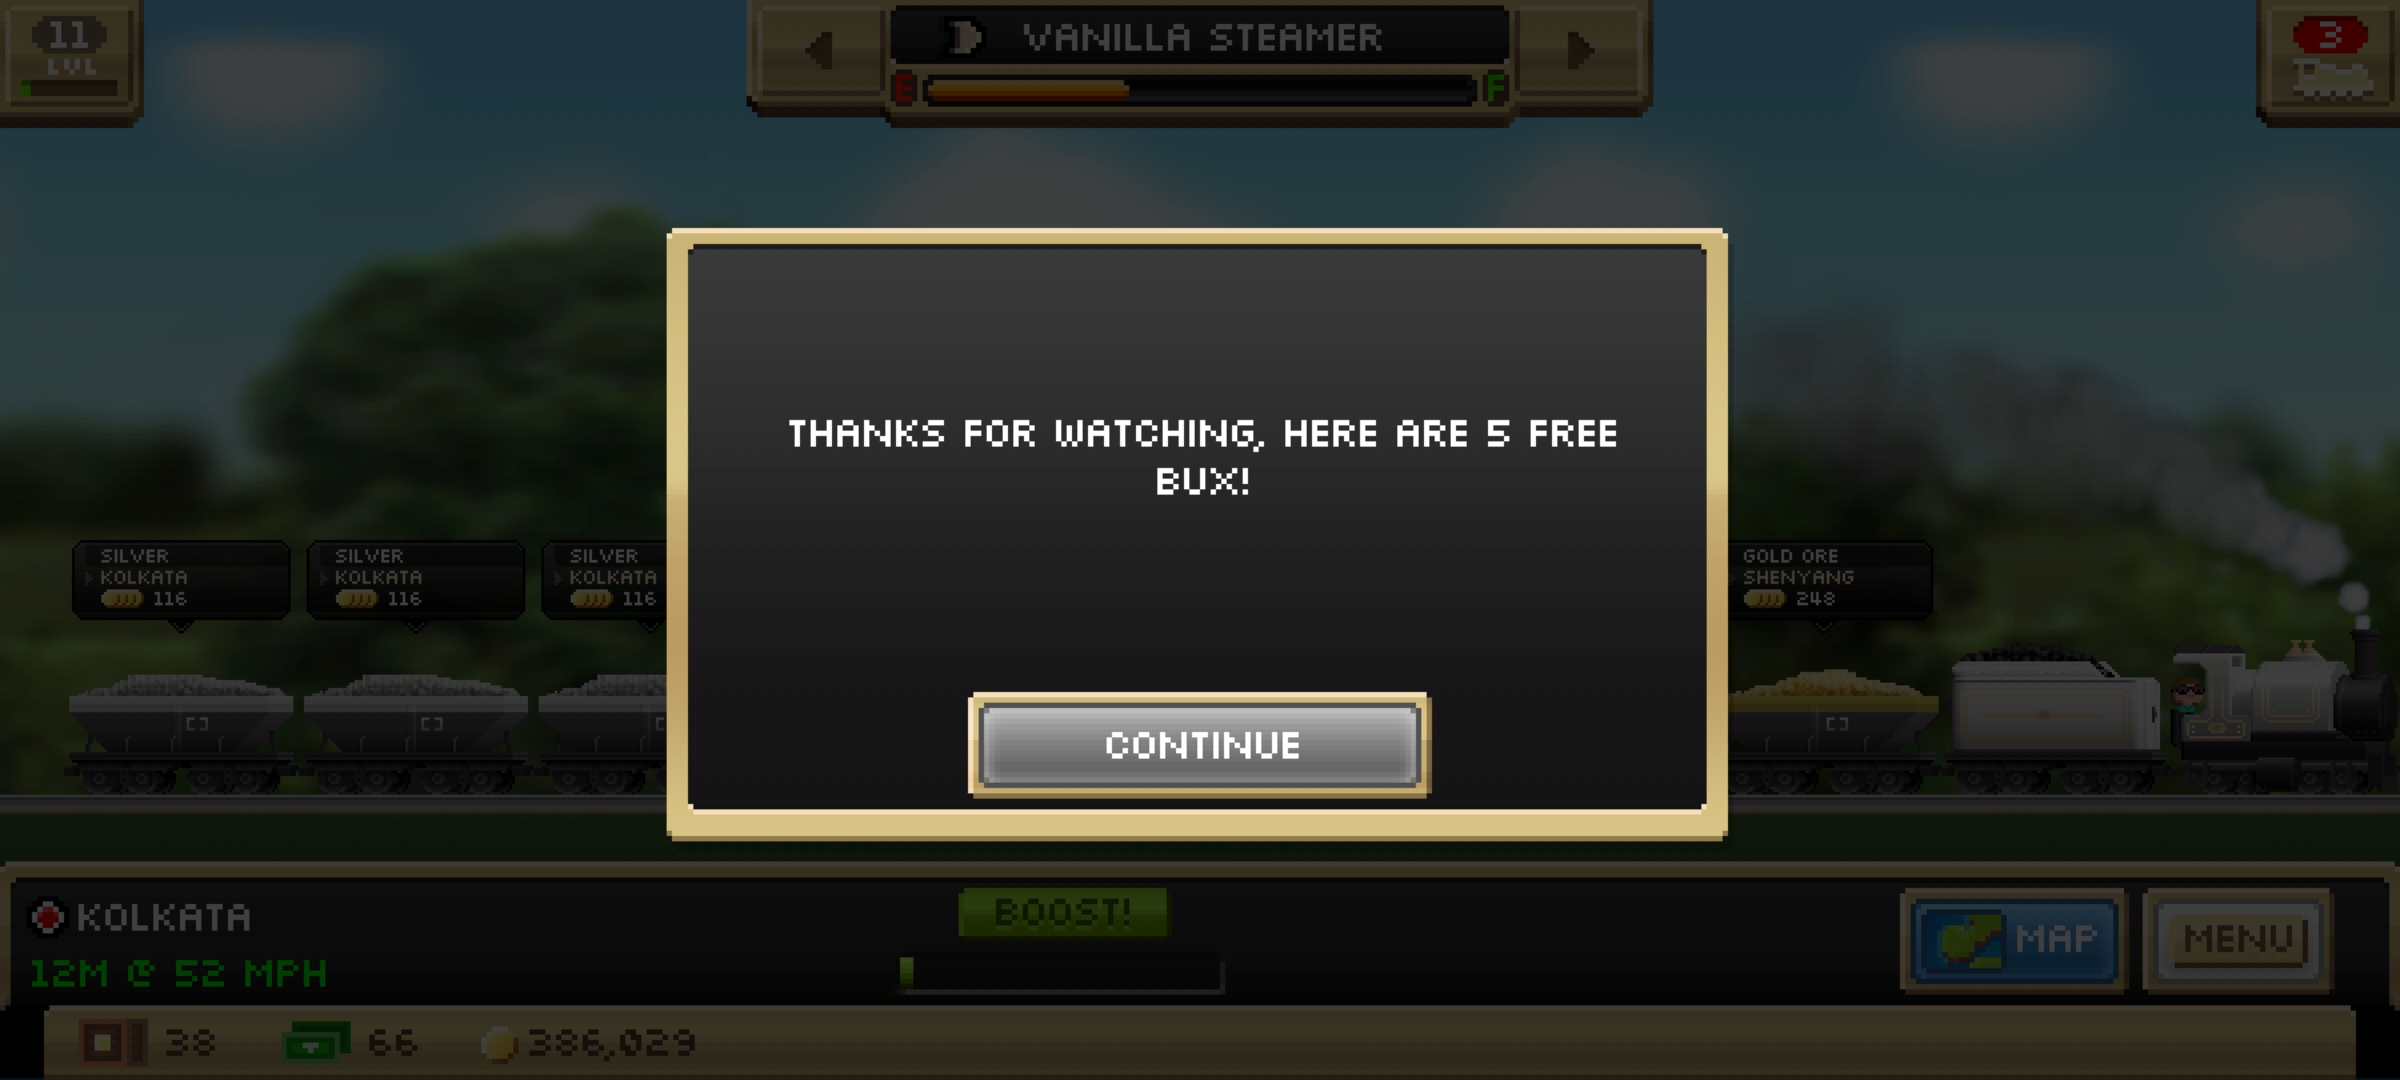 11
LVL
VANILLA STEAMER
E F
3
THANKS FOR WATCHING, HERE ARE 5 FREE
BUX!
SILVER
KOLKATA
116
SILVER
KOLKATA
116
SILVER
KOLKATA
116
GOLD ORE
SHENYANG
248
CONTINUE
KOLKATA
12M @ 52 MPH
BOOST!
MAP
MENU
38
66
386,029